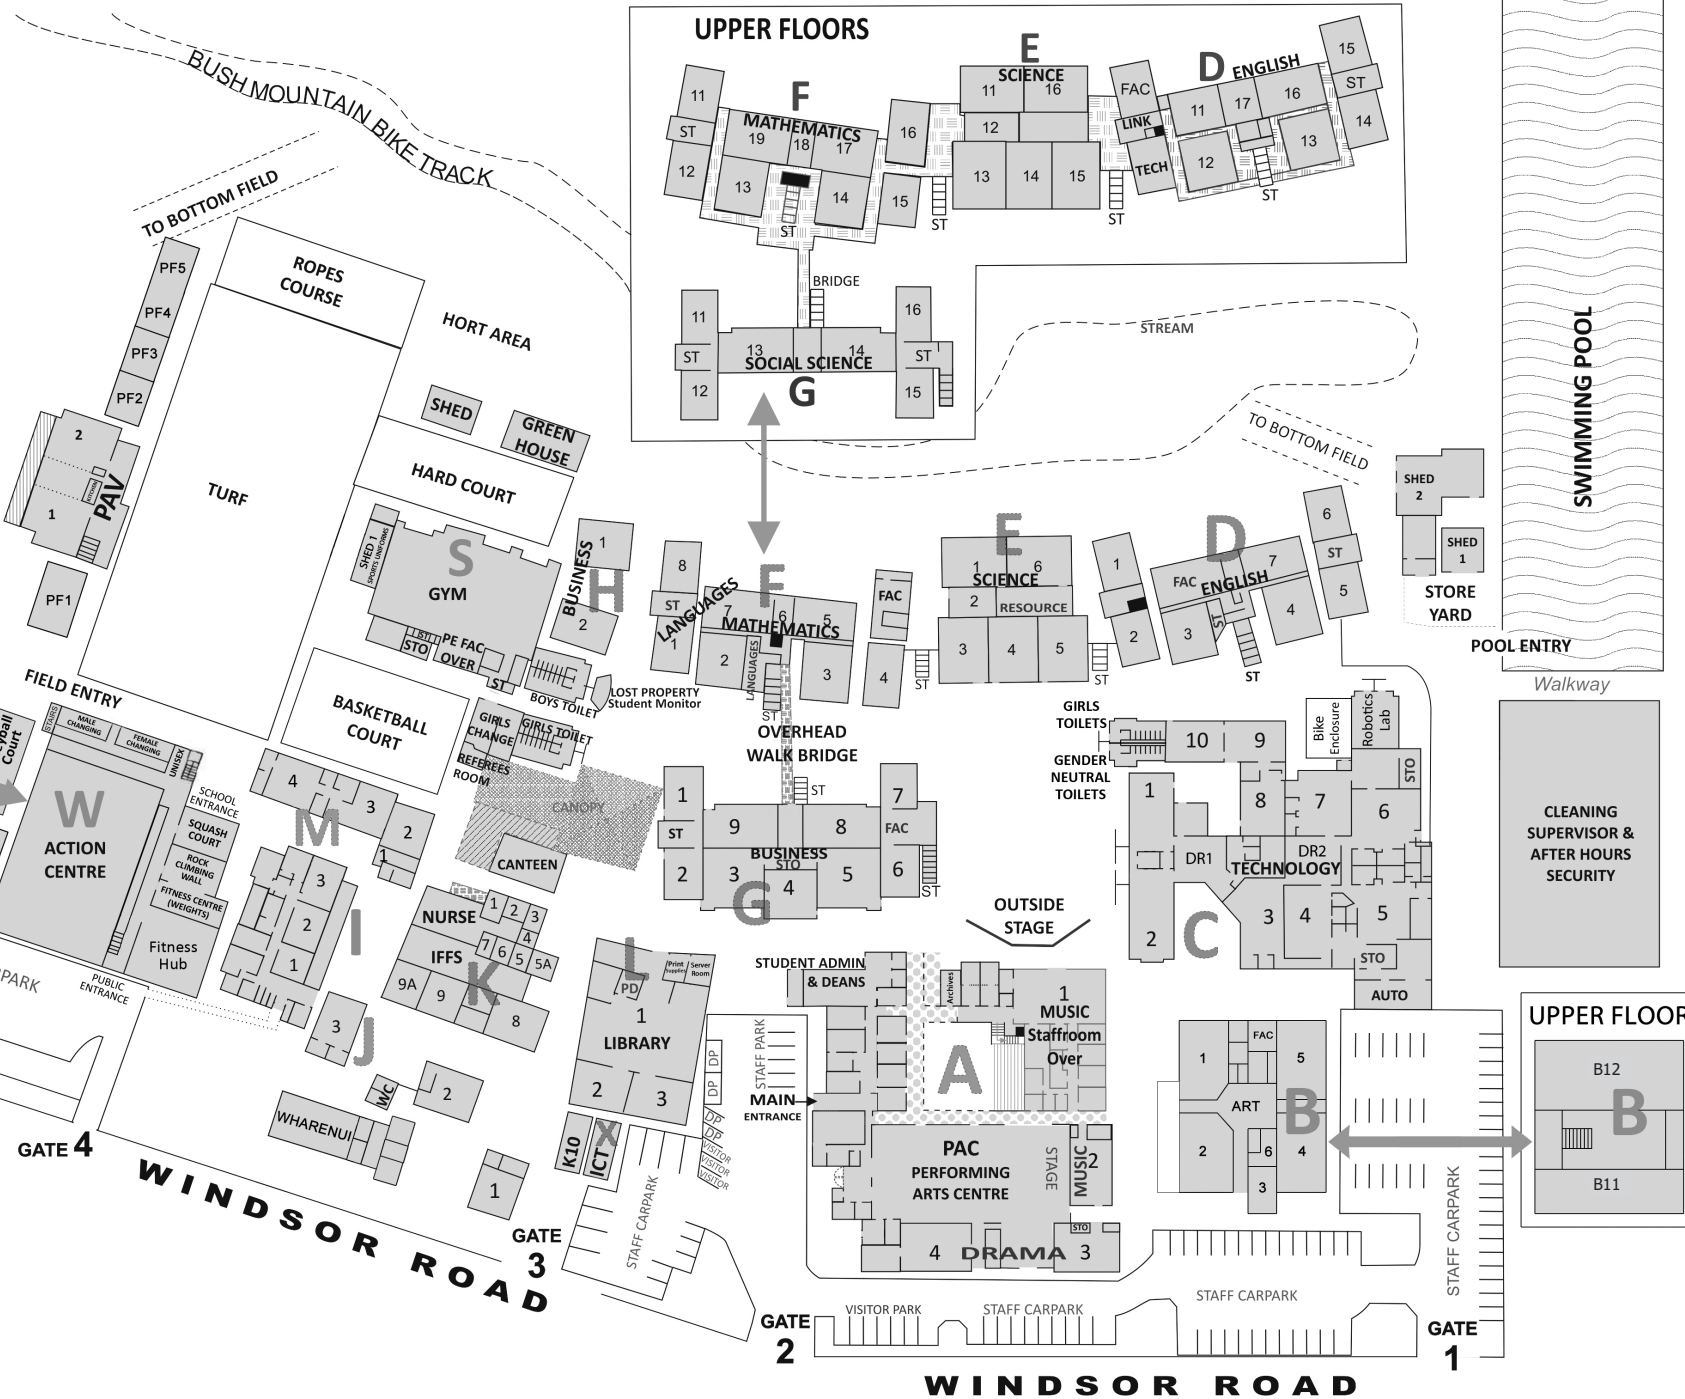 UPPER FLOORS
BUSH MOUNTAIN BIKE TRACK
TO BOTTOM FIELD
F
MATHEMATICS
11
ST
12
19
18
17
13
14
ST
16
15
ST
E
SCIENCE
11
16
12
13
14
15
ST
FAC
LINK
TECH
D
ENGLISH
11
17
16
12
13
ST
15
ST
14
BRIDGE
11
ST
12
13
14
SOCIAL SCIENCE
G
16
ST
15
STREAM
TO BOTTOM FIELD
SWIMMING POOL
PF5
PF4
PF3
PF2
PF1
ROPES
COURSE
HORT AREA
SHED
GREEN
HOUSE
HARD COURT
TURF
2
KITCHEN
1
PAV
SHED 1
SPORTS UNIFORMS
S
GYM
ST
STO
PE FAC
OVER
ST
BUSINESS
1
H
2
BOYS TOILET
LOST PROPERTY
Student Monitor
8
ST
1
LANGUAGES
F
7
6
5
MATHEMATICS
2
LANGUAGES
3
ST
FAC
4
ST
E
1
6
SCIENCE
2
RESOURCE
3
4
5
ST
1
2
D
7
FAC
ENGLISH
3
ST
4
ST
6
ST
5
SHED
2
SHED
1
STORE
YARD
POOL ENTRY
Walkway
FIELD ENTRY
BASKETBALL
COURT
GIRLS
CHANGE
GIRLS TOILET
REFEREES
ROOM
CANOPY
CANTEEN
OVERHEAD
WALK BRIDGE
ST
1
ST
2
9
8
BUSINESS
STO
3
4
5
G
7
FAC
6
ST
GIRLS
TOILETS
GENDER
NEUTRAL
TOILETS
10
9
Bike
Enclosure
Robotics
Lab
STO
1
8
7
6
DR1
DR2
TECHNOLOGY
3
4
5
2
C
STO
AUTO
CLEANING
SUPERVISOR &
AFTER HOURS
SECURITY
Court
STAIRS
MALE
CHANGING
FEMALE
CHANGING
UNISEX
W
ACTION
CENTRE
SCHOOL
ENTRANCE
SQUASH
COURT
ROCK
CLIMBING
WALL
FITNESS CENTRE
(WEIGHTS)
Fitness
Hub
PUBLIC
ENTRANCE
4
3
2
1
M
3
2
1
I
NURSE
1
2
3
4
7
6
5
5A
IFFS
K
9A
9
8
3
J
2
WC
WHARENUI
1
L
Print
Supplies
Server
Room
PD
1
LIBRARY
2
3
K10
X
ICT
DP
DP
DP
DP
VISITOR
VISITOR
VISITOR
STAFF CARPARK
OUTSIDE
STAGE
STUDENT ADMIN
& DEANS
STAFF PARK
MAIN
ENTRANCE
Archives
1
MUSIC
Staffroom
Over
A
PAC
PERFORMING
ARTS CENTRE
STAGE
MUSIC
2
STO
4
DRAMA
3
1
FAC
5
ART
B
2
6
4
3
UPPER FLOOR
B12
B
B11
STAFF CARPARK
GATE 4
WINDSOR ROAD
GATE
3
GATE
2
VISITOR PARK
STAFF CARPARK
STAFF CARPARK
GATE
1
WINDSOR ROAD